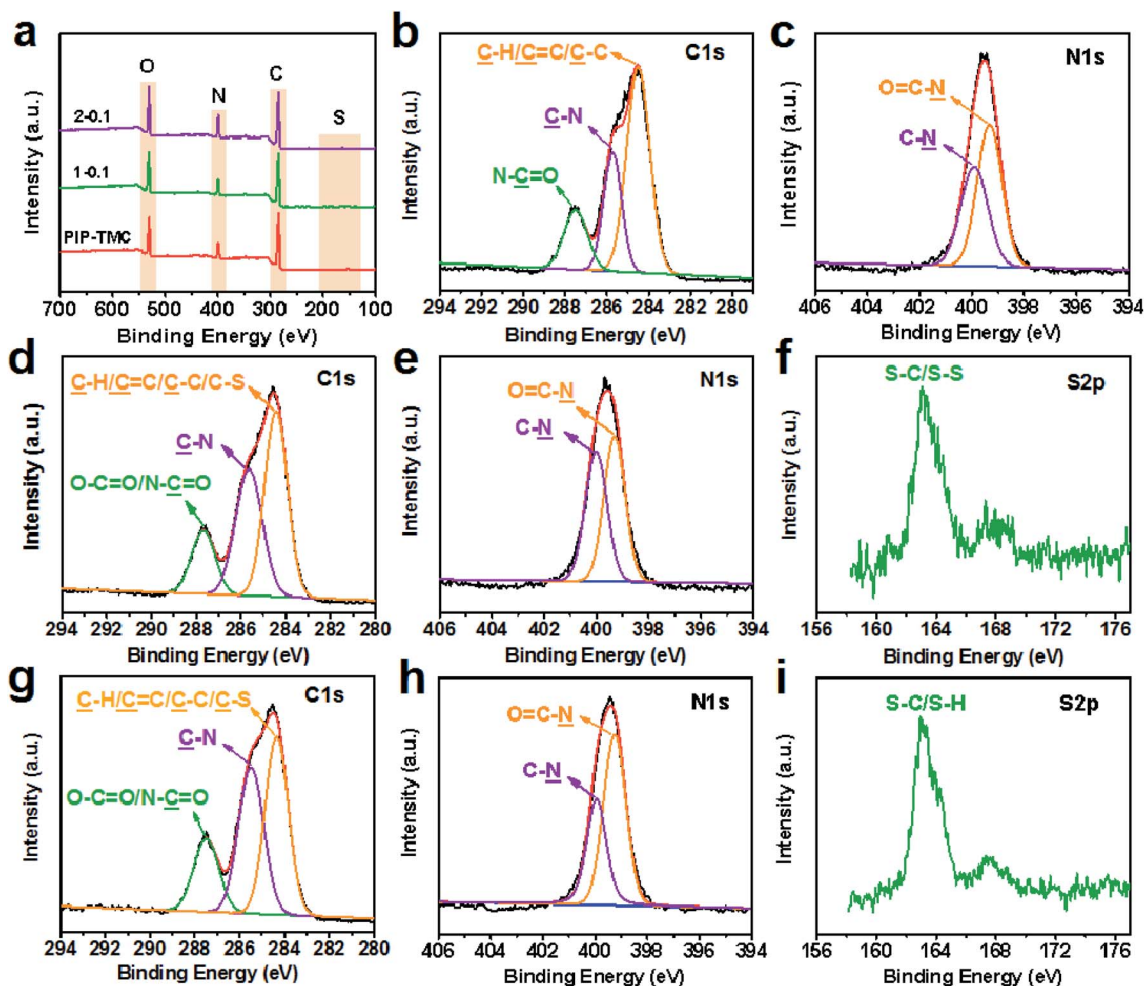 a
O
N
C
S
2-0.1
1-0.1
PIP-TMC
Intensity (a.u.)
700 600 500 400 300 200 100
Binding Energy (eV)
b
C1s
C-H/C=C/C-C
C-N
N-C=O
Intensity (a.u.)
294 292 290 288 286 284 282 280
Binding Energy (eV)
c
N1s
O=C-N
C-N
Intensity (a.u.)
406 404 402 400 398 396 394
Binding Energy (eV)
d
C1s
C-H/C=C/C-C/C-S
C-N
O-C=O/N-C=O
Intensity (a.u.)
294 292 290 288 286 284 282 280
Binding Energy (eV)
e
N1s
O=C-N
C-N
Intensity (a.u.)
406 404 402 400 398 396 394
Binding Energy (eV)
f
S2p
S-C/S-S
Intensity (a.u.)
156 160 164 168 172 176
Binding Energy (eV)
g
C1s
C-H/C=C/C-C/C-S
C-N
O-C=O/N-C=O
Intensity (a.u.)
294 292 290 288 286 284 282 280
Binding Energy (eV)
h
N1s
O=C-N
C-N
Intensity (a.u.)
406 404 402 400 398 396 394
Binding Energy (eV)
i
S2p
S-C/S-H
Intensity (a.u.)
156 160 164 168 172 176
Binding Energy (eV)